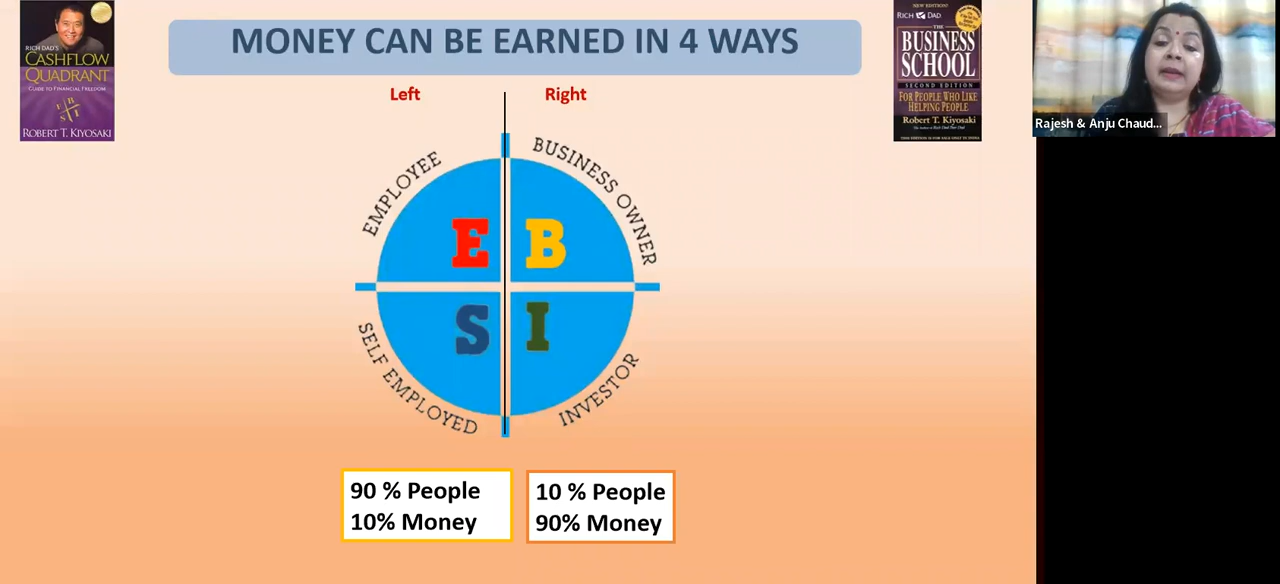 MONEY CAN BE EARNED IN 4 WAYS
RICH DAD'S
CASHFLOW
QUADRANT
GUIDE TO FINANCIAL FREEDOM
E B
S I
ROBERT T. KIYOSAKI
NEW EDITION!
RICH DAD
THE
BUSINESS
SCHOOL
SECOND EDITION
FOR PEOPLE WHO LIKE
HELPING PEOPLE
Robert T. Kiyosaki
Rajesh & Anju Chaud...
Left
Right
EMPLOYEE
BUSINESS OWNER
E
B
S
I
SELF EMPLOYED
INVESTOR
90 % People
10% Money
10 % People
90% Money